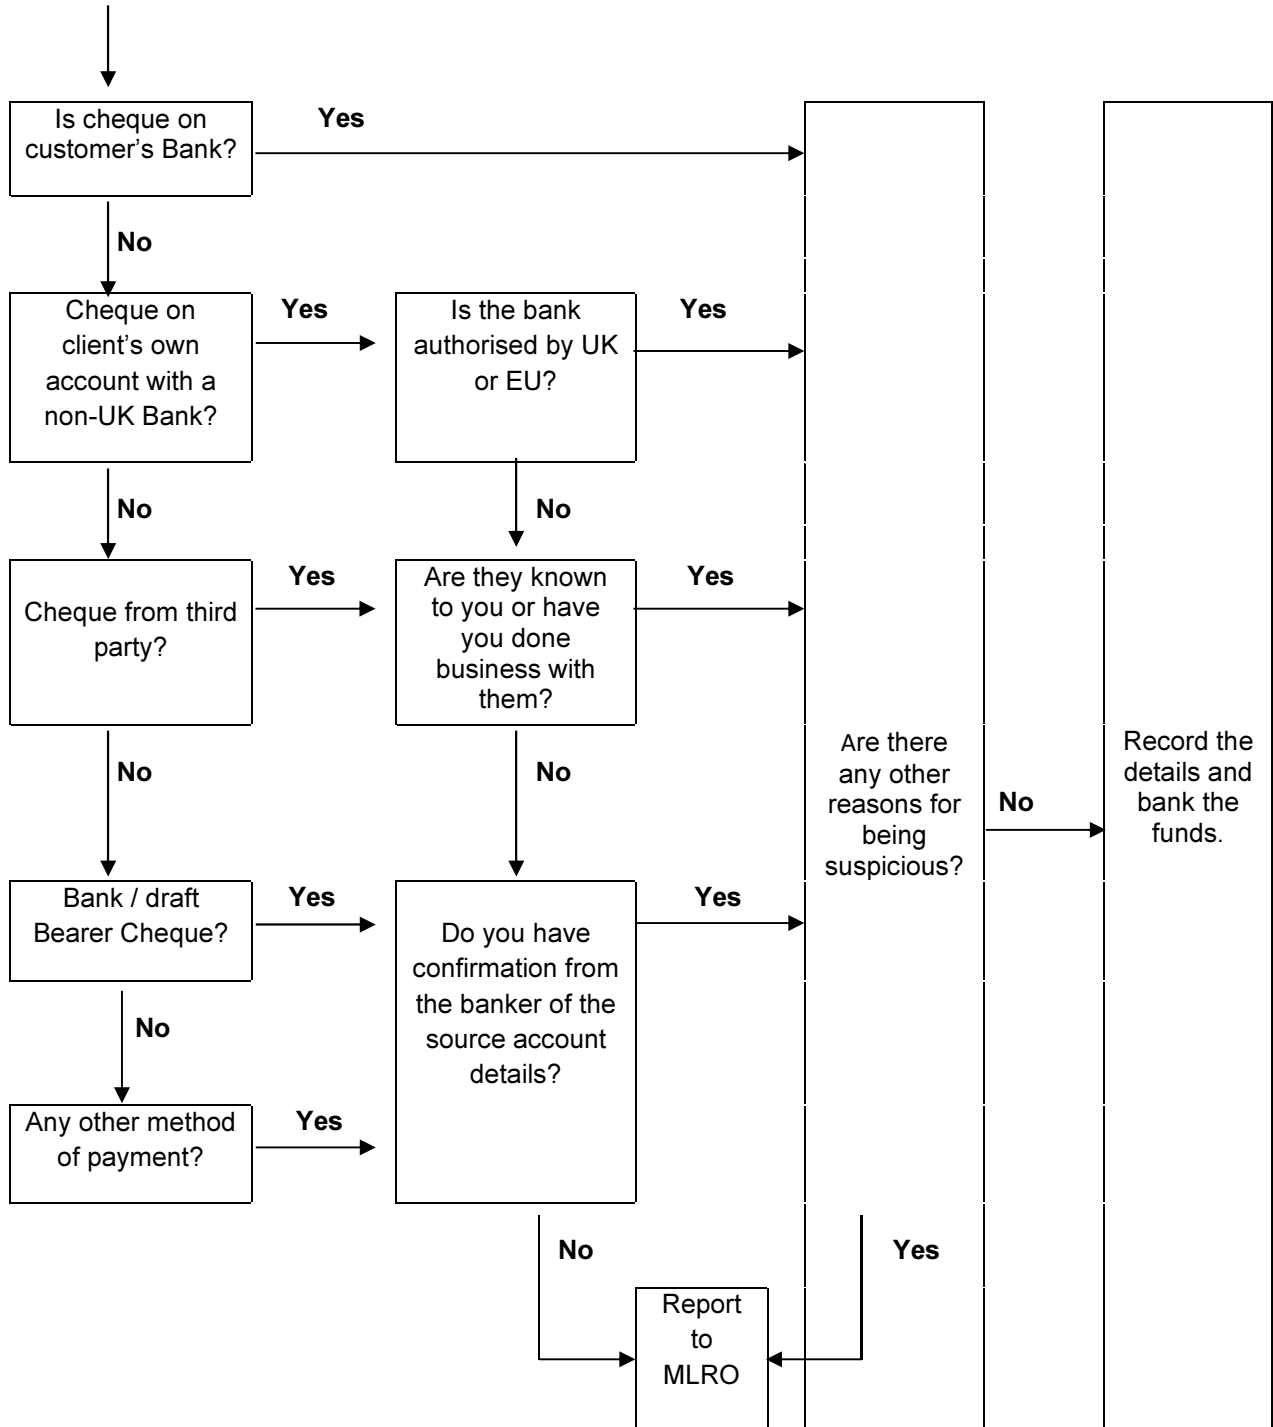 Is cheque on
customer’s Bank?
Yes
No
Cheque on
client’s own
account with a
non-UK Bank?
Yes
Is the bank
authorised by UK
or EU?
Yes
No
No
Cheque from third
party?
Yes
Are they known
to you or have
you done
business with
them?
Yes
No
No
Are there
any other
reasons for
being
suspicious?
No
Record the
details and
bank the
funds.
Bank / draft
Bearer Cheque?
Yes
Do you have
confirmation from
the banker of the
source account
details?
Yes
No
Any other method
of payment?
Yes
No
Yes
Report
to
MLRO